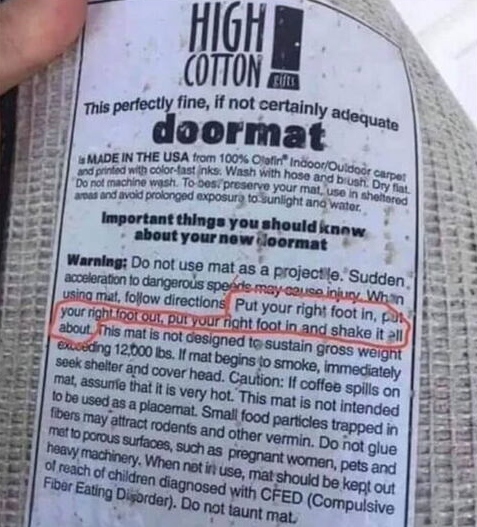 HIGH
COTTON
gifts
This perfectly fine, if not certainly adequate
doormat
is MADE IN THE USA from 100% Olefin® Indoor/Outdoor carpet
and printed with color-fast inks. Wash with hose and brush. Dry flat.
Do not machine wash. To best preserve your mat, use in sheltered
areas and avoid prolonged exposure to sunlight and water.
Important things you should know
about your new doormat
Warning: Do not use mat as a projectile. Sudden
acceleration to dangerous speeds may cause injury. When
using mat, follow directions: Put your right foot in, put
your right foot out, put your right foot in and shake it all
about. This mat is not designed to sustain gross weight
exceeding 12,000 lbs. If mat begins to smoke, immediately
seek shelter and cover head. Caution: If coffee spills on
mat, assume that it is very hot. This mat is not intended
to be used as a placemat. Small food particles trapped in
fibers may attract rodents and other vermin. Do not glue
mat to porous surfaces, such as pregnant women, pets and
heavy machinery. When not in use, mat should be kept out
of reach of children diagnosed with CFED (Compulsive
Fiber Eating Disorder). Do not taunt mat.